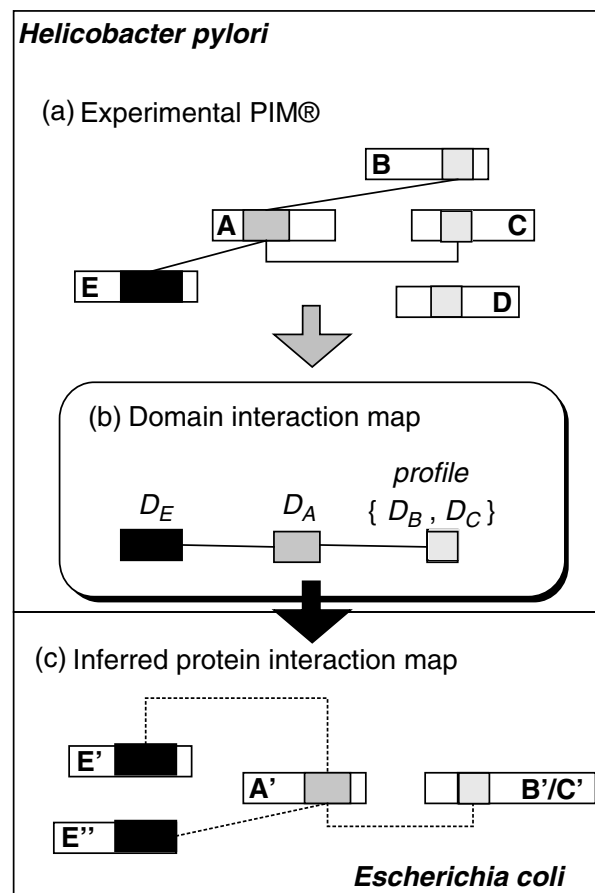 Helicobacter pylori
(a) Experimental PIM®
B
A
C
E
D
(b) Domain interaction map
profile
D_E D_A { D_B , D_C }
(c) Inferred protein interaction map
E'
A'
B'/C'
E''
Escherichia coli